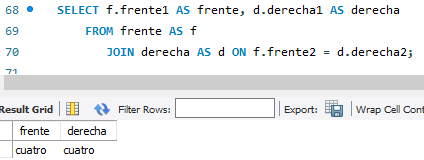 68 SELECT f.frente1 AS frente, d.derecha1 AS derecha
69 FROM frente AS f
70 JOIN derecha AS d ON f.frente2 = d.derecha2;
71
Result Grid Filter Rows: Export: Wrap Cell Cont
frente derecha
cuatro cuatro